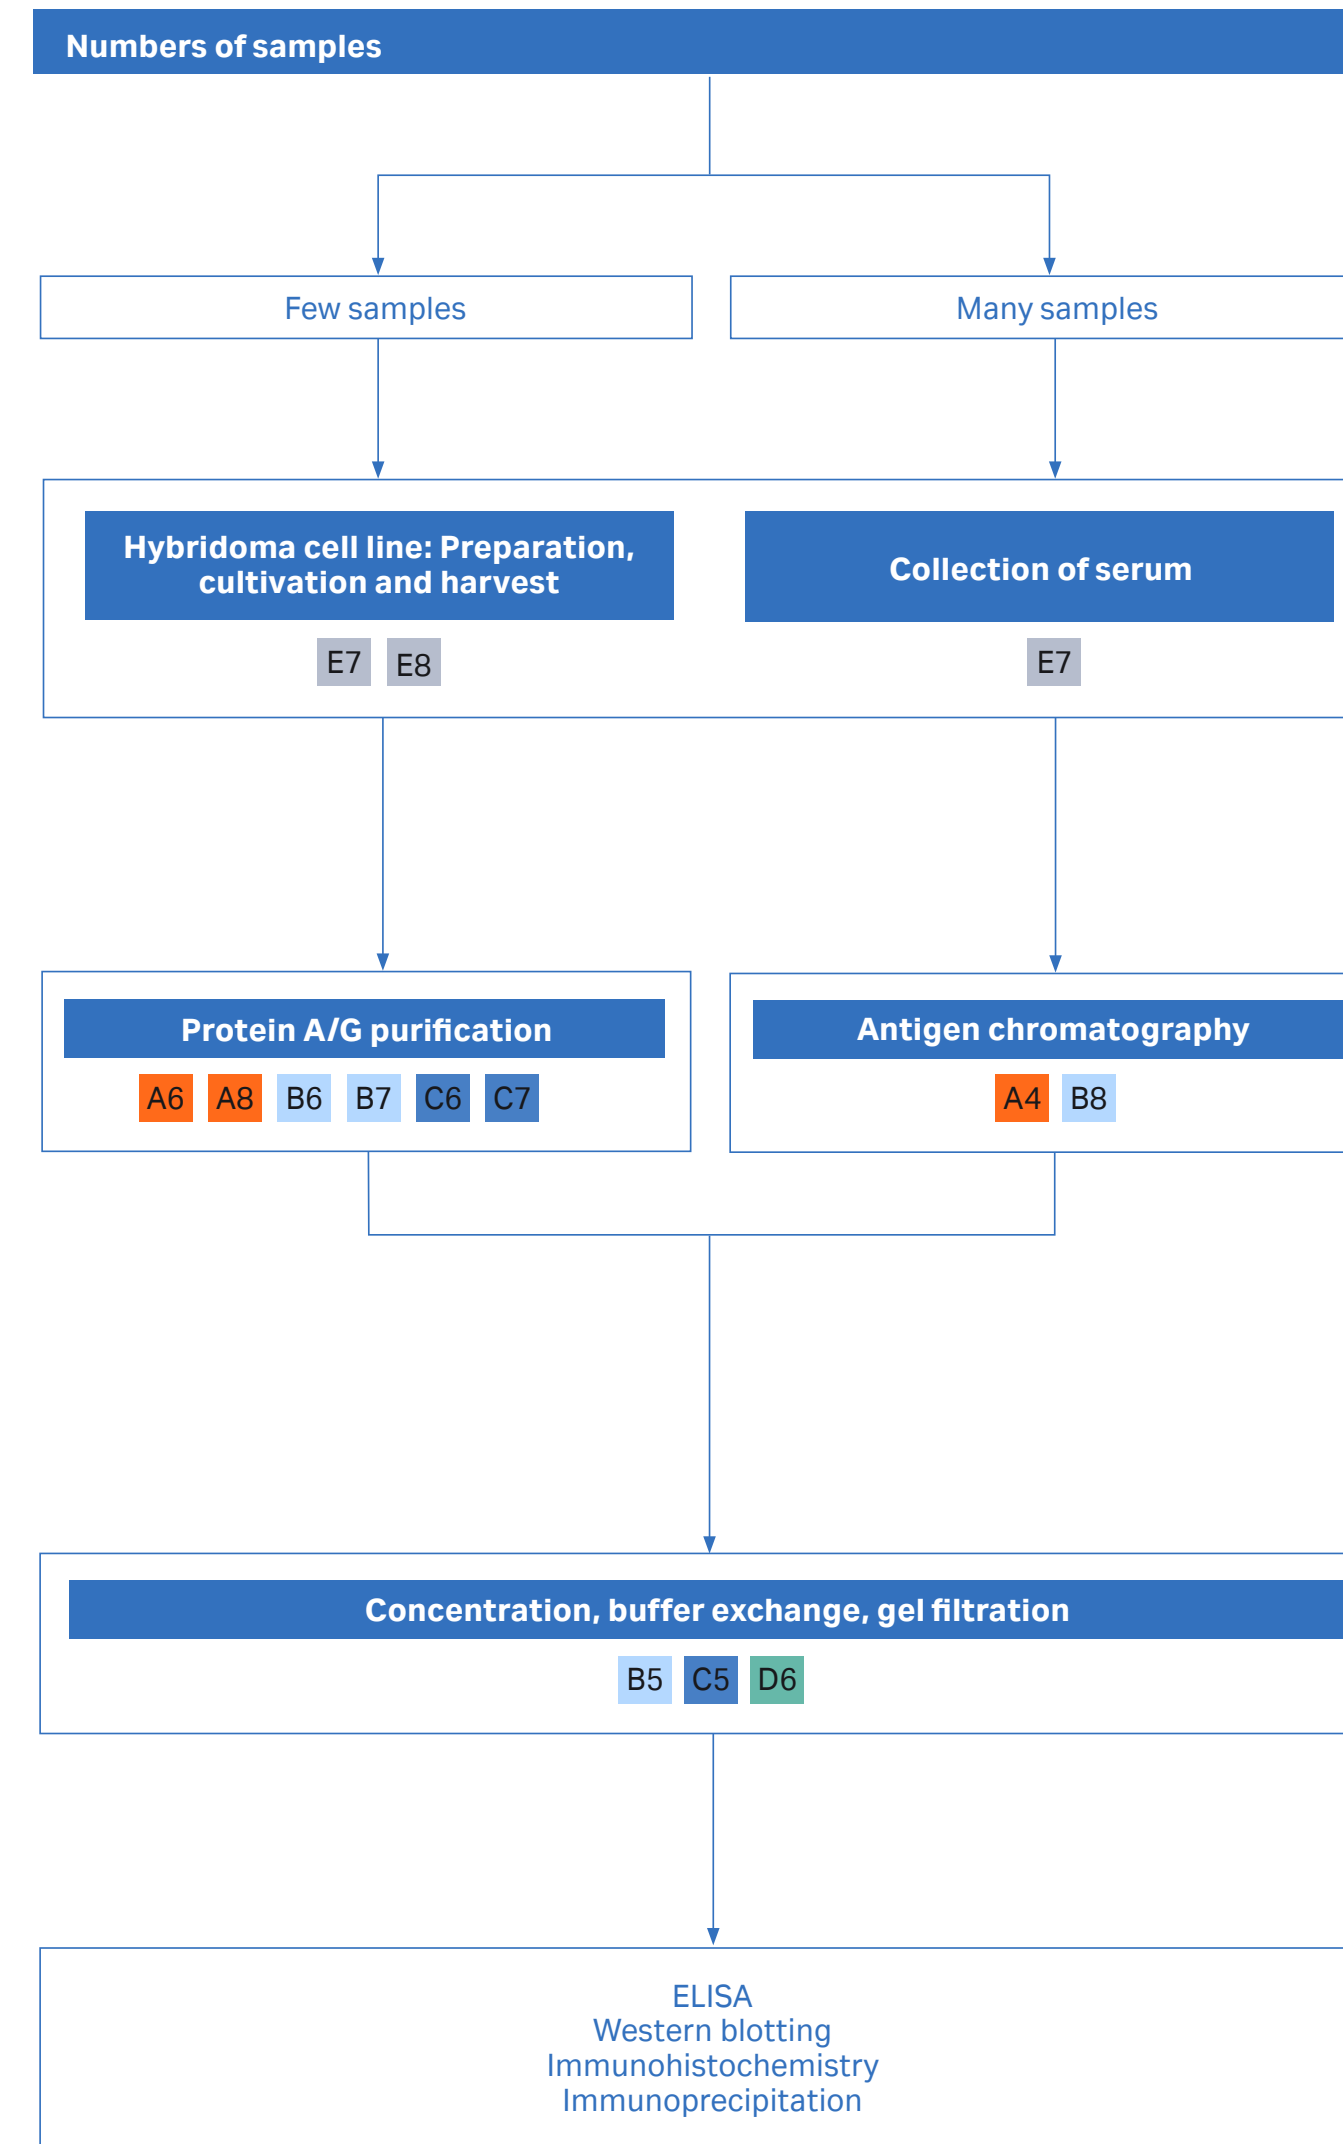 Numbers of samples
Few samples
Many samples
Hybridoma cell line: Preparation,
cultivation and harvest
Collection of serum
E7 E8
E7
Protein A/G purification
Antigen chromatography
A6 A8 B6 B7 C6 C7
A4 B8
Concentration, buffer exchange, gel filtration
B5 C5 D6
ELISA
Western blotting
Immunohistochemistry
Immunoprecipitation